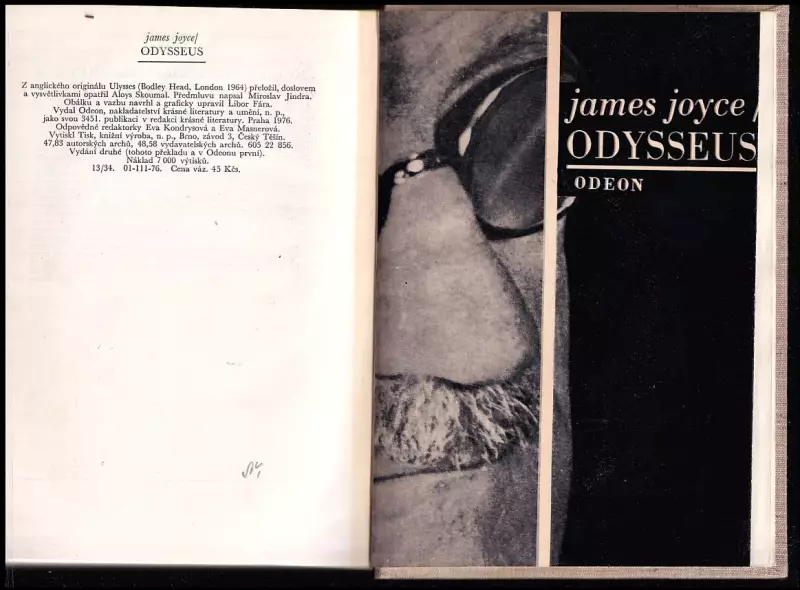 james joyce/
ODYSSEUS
Z anglického originálu Ulysses (Bodley Head, London 1964) přeložil, doslovem
a vysvětlivkami opatřil Aloys Skoumal. Předmluvu napsal Miroslav Jindra.
Obálku a vazbu navrhl a graficky upravil Libor Fára.
Vydal Odeon, nakladatelství krásné literatury a umění, n. p.,
jako svou 3451. publikaci v redakci krásné literatury. Praha 1976.
Odpovědné redaktorky Eva Kondrysová a Eva Masnerová.
Vytiskl Tisk, knižní výroba, n. p., Brno, závod 3, Český Těšín.
47,83 autorských archů, 48,58 vydavatelských archů. 605 22 856.
Vydání druhé (tohoto překladu a v Odeonu první).
Náklad 7 000 výtisků.
13/34. 01-111-76. Cena váz. 45 Kčs.
james joyce/
ODYSSEUS
ODEON